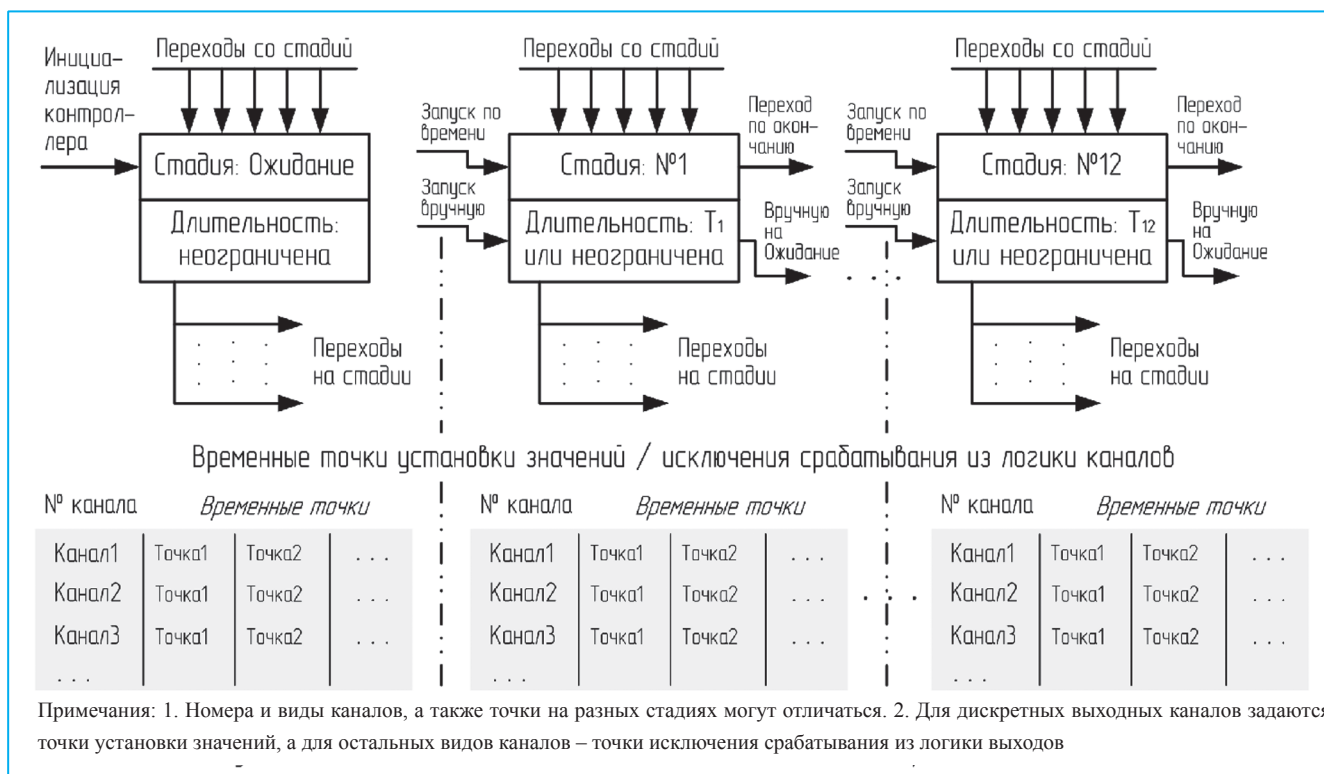 Инициа-
лизация
контрол-
лера
Переходы со стадий
Стадия: Ожидание
Длительность:
неограничена
Переходы
на стадии
Переходы со стадий
Запуск по
времени
Запуск
вручную
Стадия: №1
Длительность: Т1
или неограничена
Переход
по окон-
чанию
Вручную
на
Ожидание
Переходы
на стадии
. . . .
Переходы со стадий
Запуск по
времени
Запуск
вручную
Стадия: №12
Длительность: Т12
или неограничена
Переход
по окон-
чанию
Вручную
на
Ожидание
Переходы
на стадии
Временные точки установки значений / исключения срабатывания из логики каналов
№ канала Временные точки
Канал1 Точка1 Точка2 . . .
Канал2 Точка1 Точка2 . . .
Канал3 Точка1 Точка2 . . .
. . .
№ канала Временные точки
Канал1 Точка1 Точка2 . . .
Канал2 Точка1 Точка2 . . .
Канал3 Точка1 Точка2 . . .
. . .
. . . .
№ канала Временные точки
Канал1 Точка1 Точка2 . . .
Канал2 Точка1 Точка2 . . .
Канал3 Точка1 Точка2 . . .
. . .
Примечания: 1. Номера и виды каналов, а также точки на разных стадиях могут отличаться. 2. Для дискретных выходных каналов задаются
точки установки значений, а для остальных видов каналов – точки исключения срабатывания из логики выходов